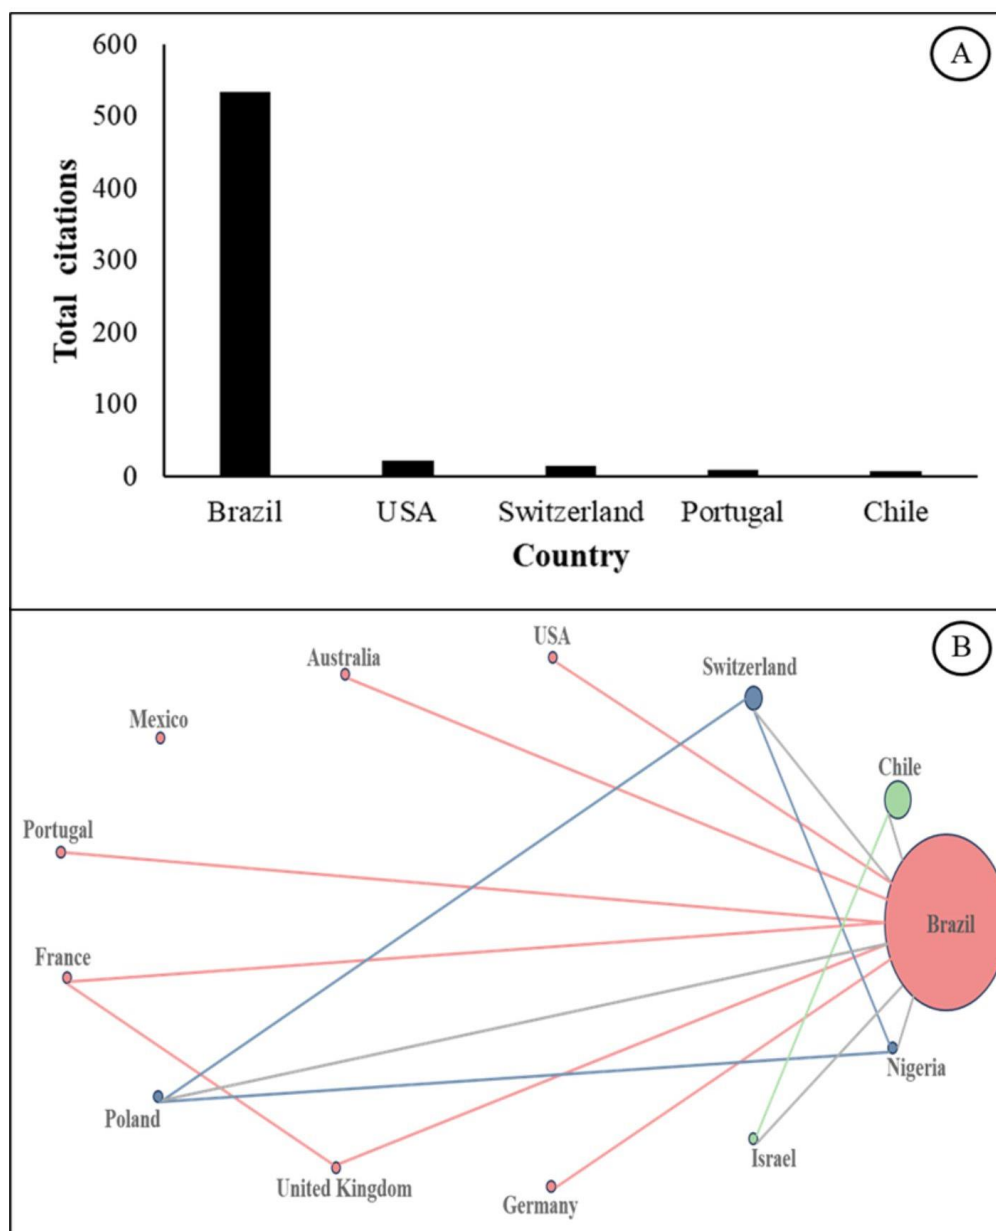 A
600
500
400
300
200
100
0
Total citations
Brazil USA Switzerland Portugal Chile
Country
B
USA
Australia
Switzerland
Mexico
Chile
Portugal
Brazil
France
Nigeria
Poland
Israel
United Kingdom
Germany